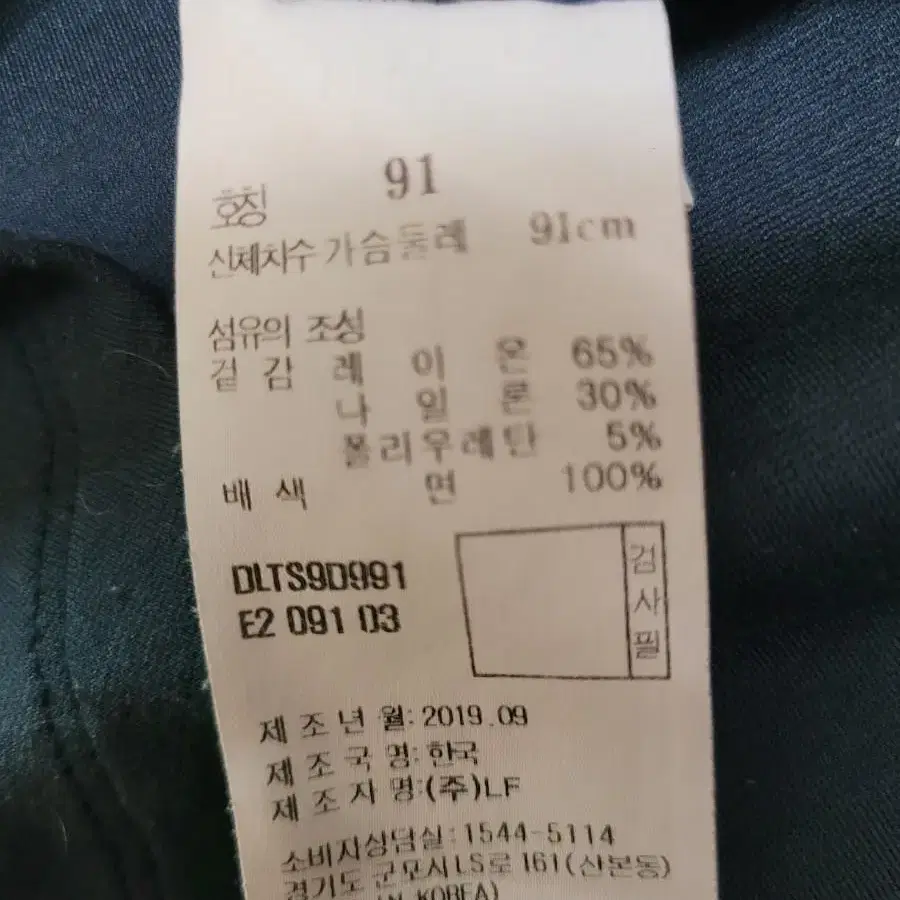 호칭 91
신체치수 가슴둘레 91cm
섬유의 조성
겉 감 레 이 온 65%
나 일 론 30%
폴리우레탄 5%
배 색 면 100%
DLTS9D991
E2 091 03
검사필
제 조 년 월: 2019.09
제 조 국 명: 한국
제 조 자 명:(주)LF
소비자상담실:1544-5114
경기도 군포시 LS로 161(산본동)
KOREA)